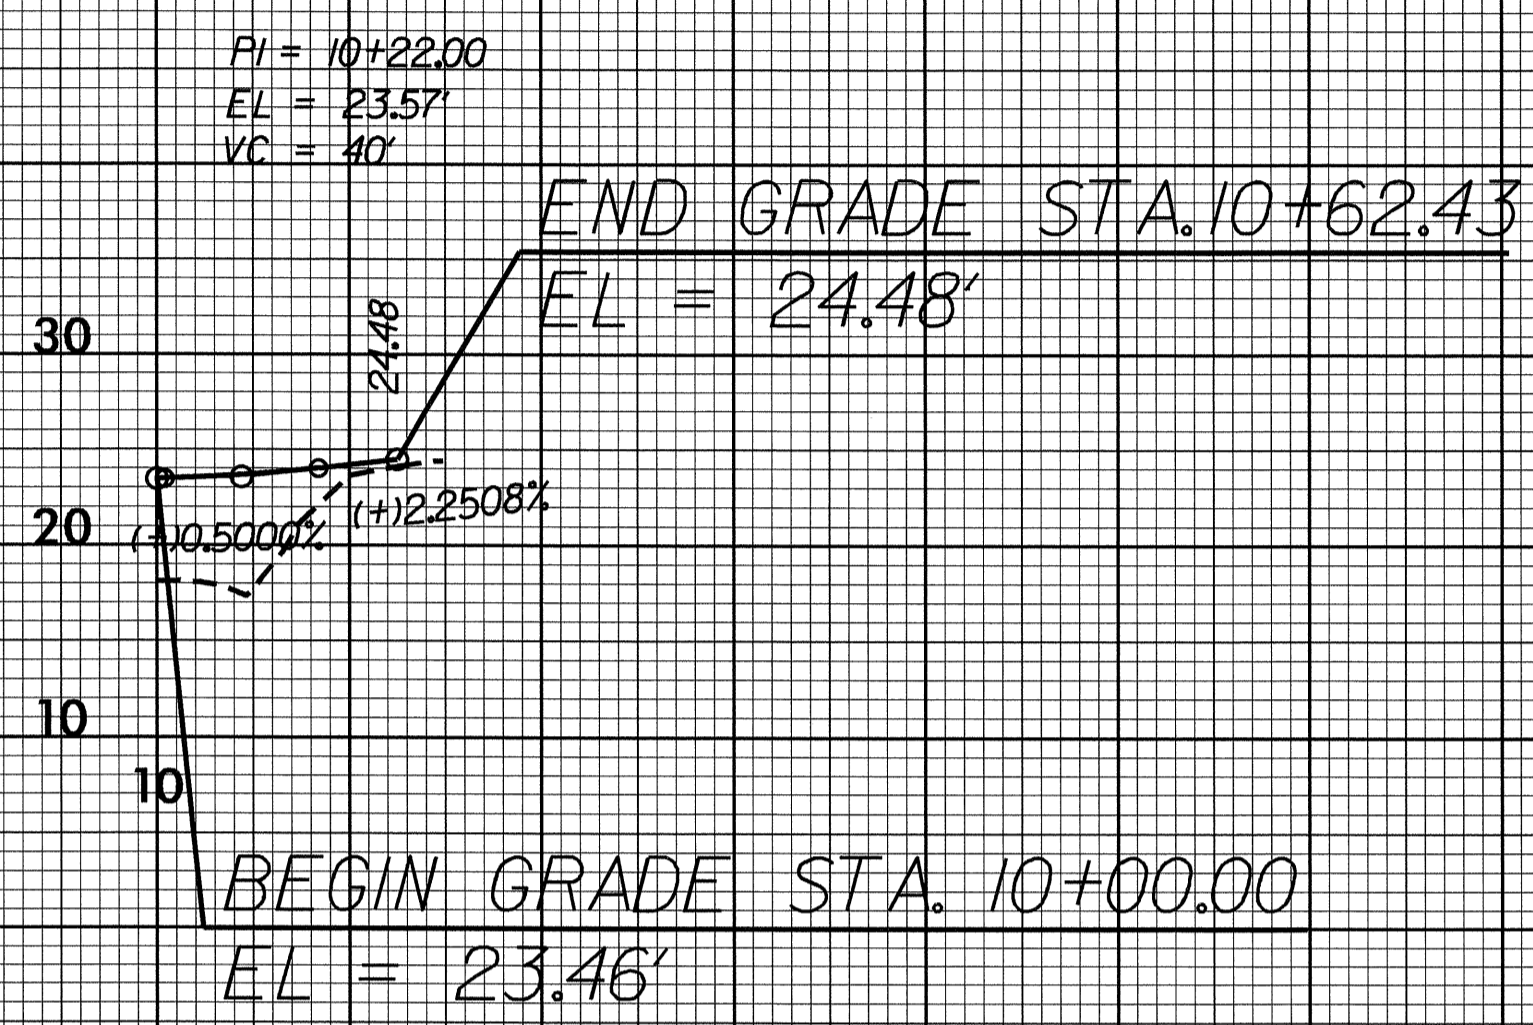 PI = 10+22.00
EL = 23.57'
VC = 40'
END GRADE STA.10+62.43
EL = 24.48'
24.48
30
20
(+)0.5000%
(+)2.2508%
10
10
BEGIN GRADE STA. 10+00.00
EL = 23.46'